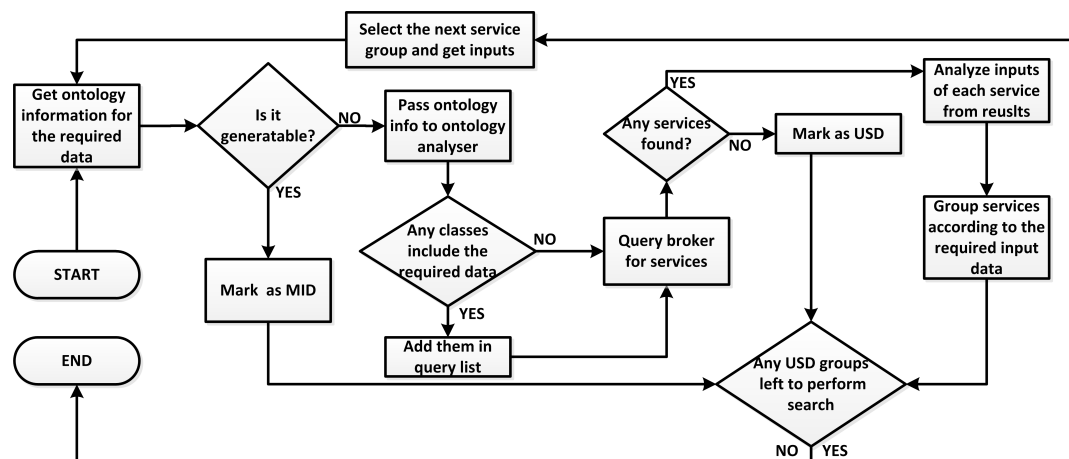 Select the next service
group and get inputs
Get ontology
information for
the required
data
Is it
generatable?
NO
YES
Pass ontology
info to ontology
analyser
Any services
found?
YES
NO
Mark as USD
Analyze inputs
of each service
from reuslts
START
Mark as MID
Any classes
include the
required data
NO
YES
Query broker
for services
Group services
according to the
required input
data
END
Add them in
query list
Any USD groups
left to perform
search
NO
YES